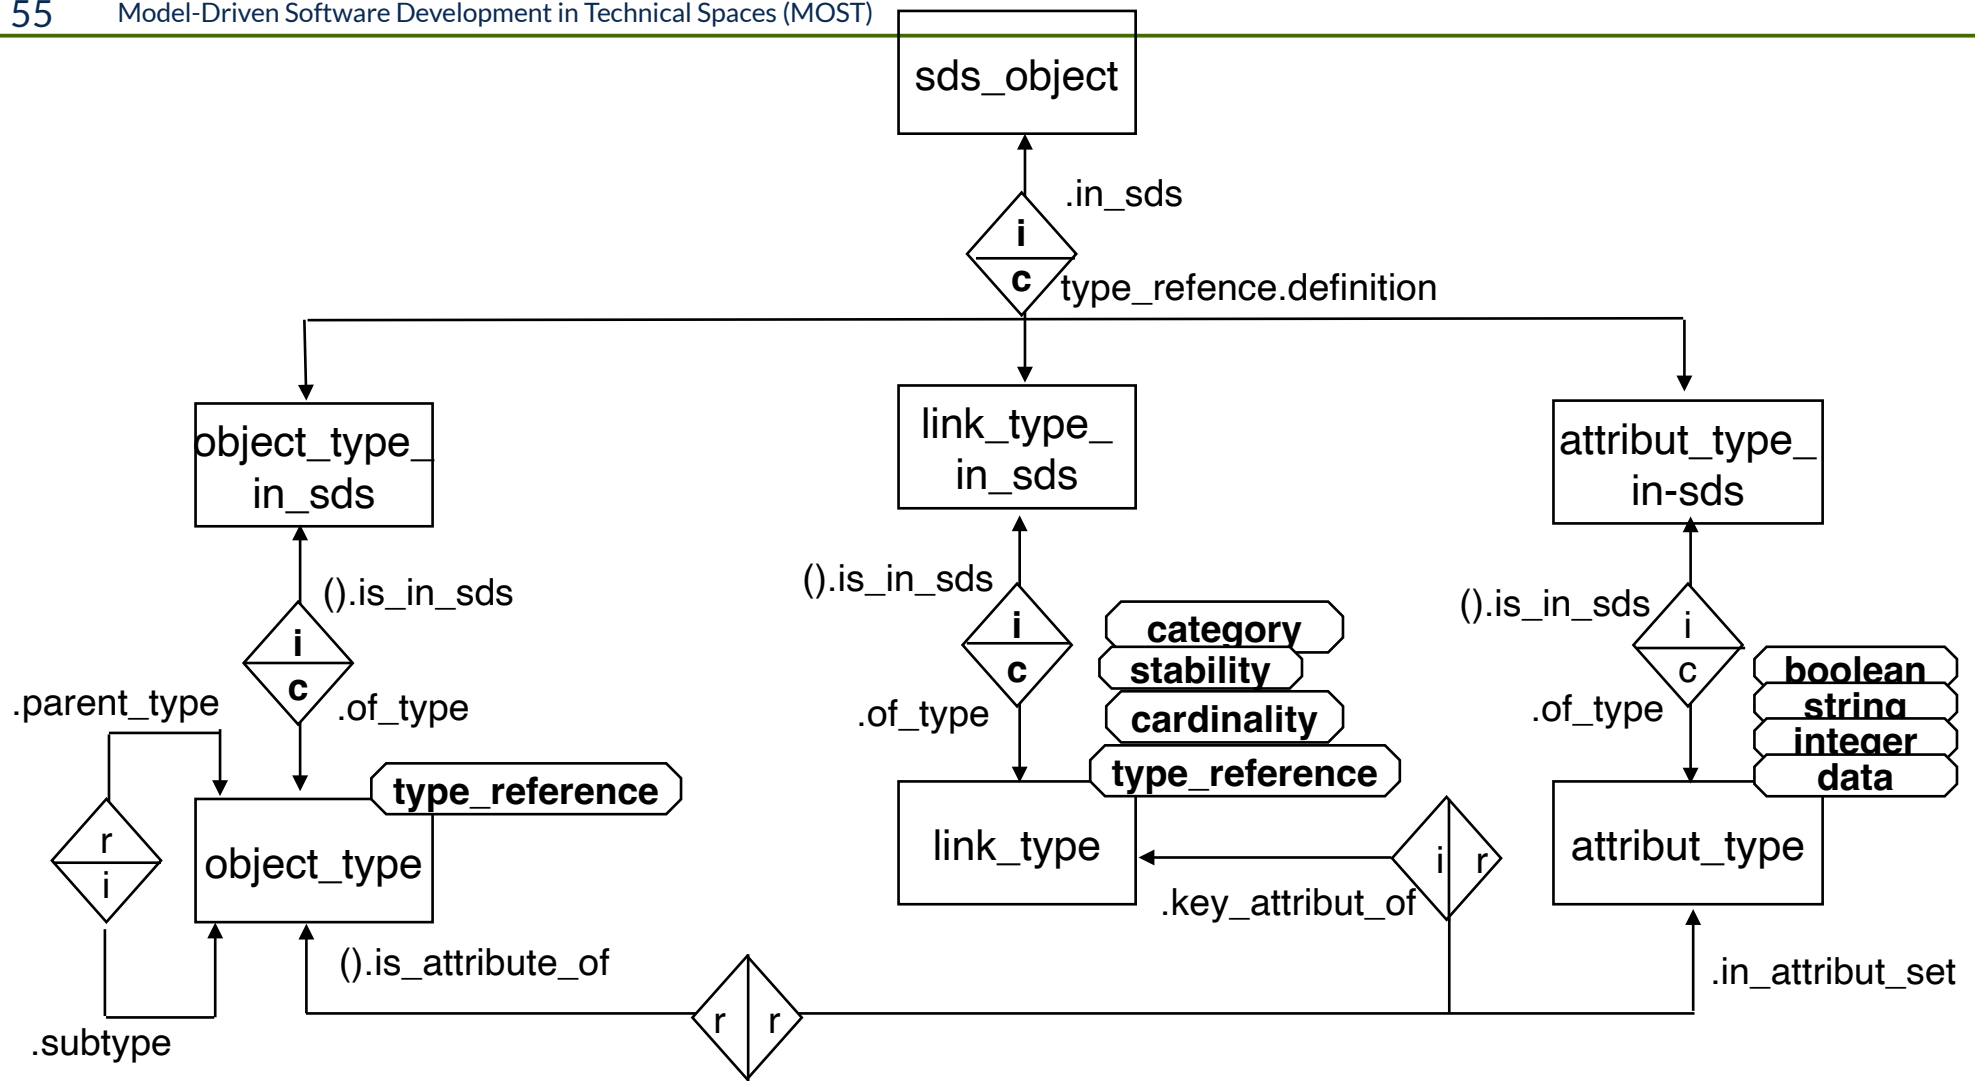 55 Model-Driven Software Development in Technical Spaces (MOST)
sds_object
.in_sds
i
c
type_refence.definition
object_type_
in_sds
link_type_
in_sds
attribut_type_
in-sds
().is_in_sds
i
c
.of_type
().is_in_sds
i
c
.of_type
category
stability
cardinality
type_reference
().is_in_sds
i
c
.of_type
boolean
string
integer
data
.parent_type
r
i
.subtype
type_reference
object_type
link_type
attribut_type
i r
.key_attribut_of
().is_attribute_of
r r
.in_attribut_set